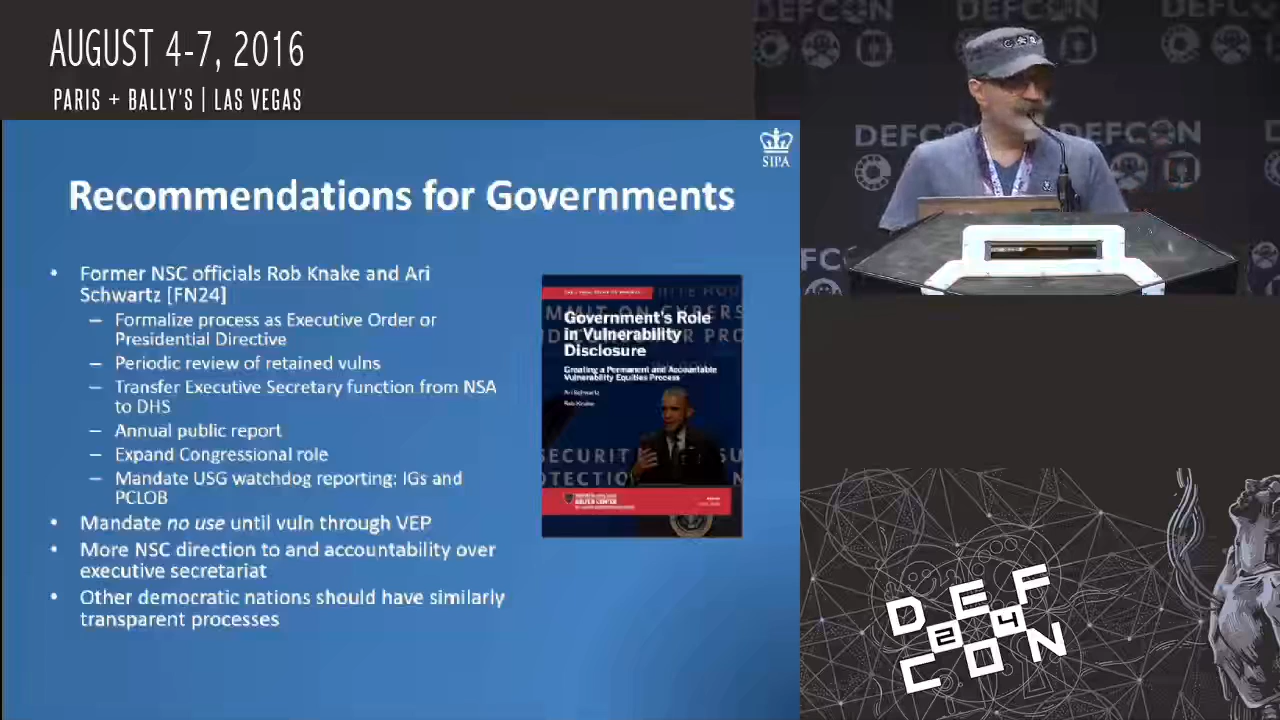 AUGUST 4-7, 2016
PARIS + BALLY'S | LAS VEGAS
DEFCON
DEFCON
SIPA
Recommendations for Governments
• Former NSC officials Rob Knake and Ari
Schwartz [FN24]
– Formalize process as Executive Order or
Presidential Directive
– Periodic review of retained vulns
– Transfer Executive Secretary function from NSA
to DHS
– Annual public report
– Expand Congressional role
– Mandate USG watchdog reporting: IGs and
PCLOB
• Mandate no use until vuln through VEP
• More NSC direction to and accountability over
executive secretariat
• Other democratic nations should have similarly
transparent processes
Government's Role
in Vulnerability
Disclosure
Creating a Permanent and Accountable
Vulnerability Equities Process
Ari Schwartz
Rob Knake
DEF
24
CON